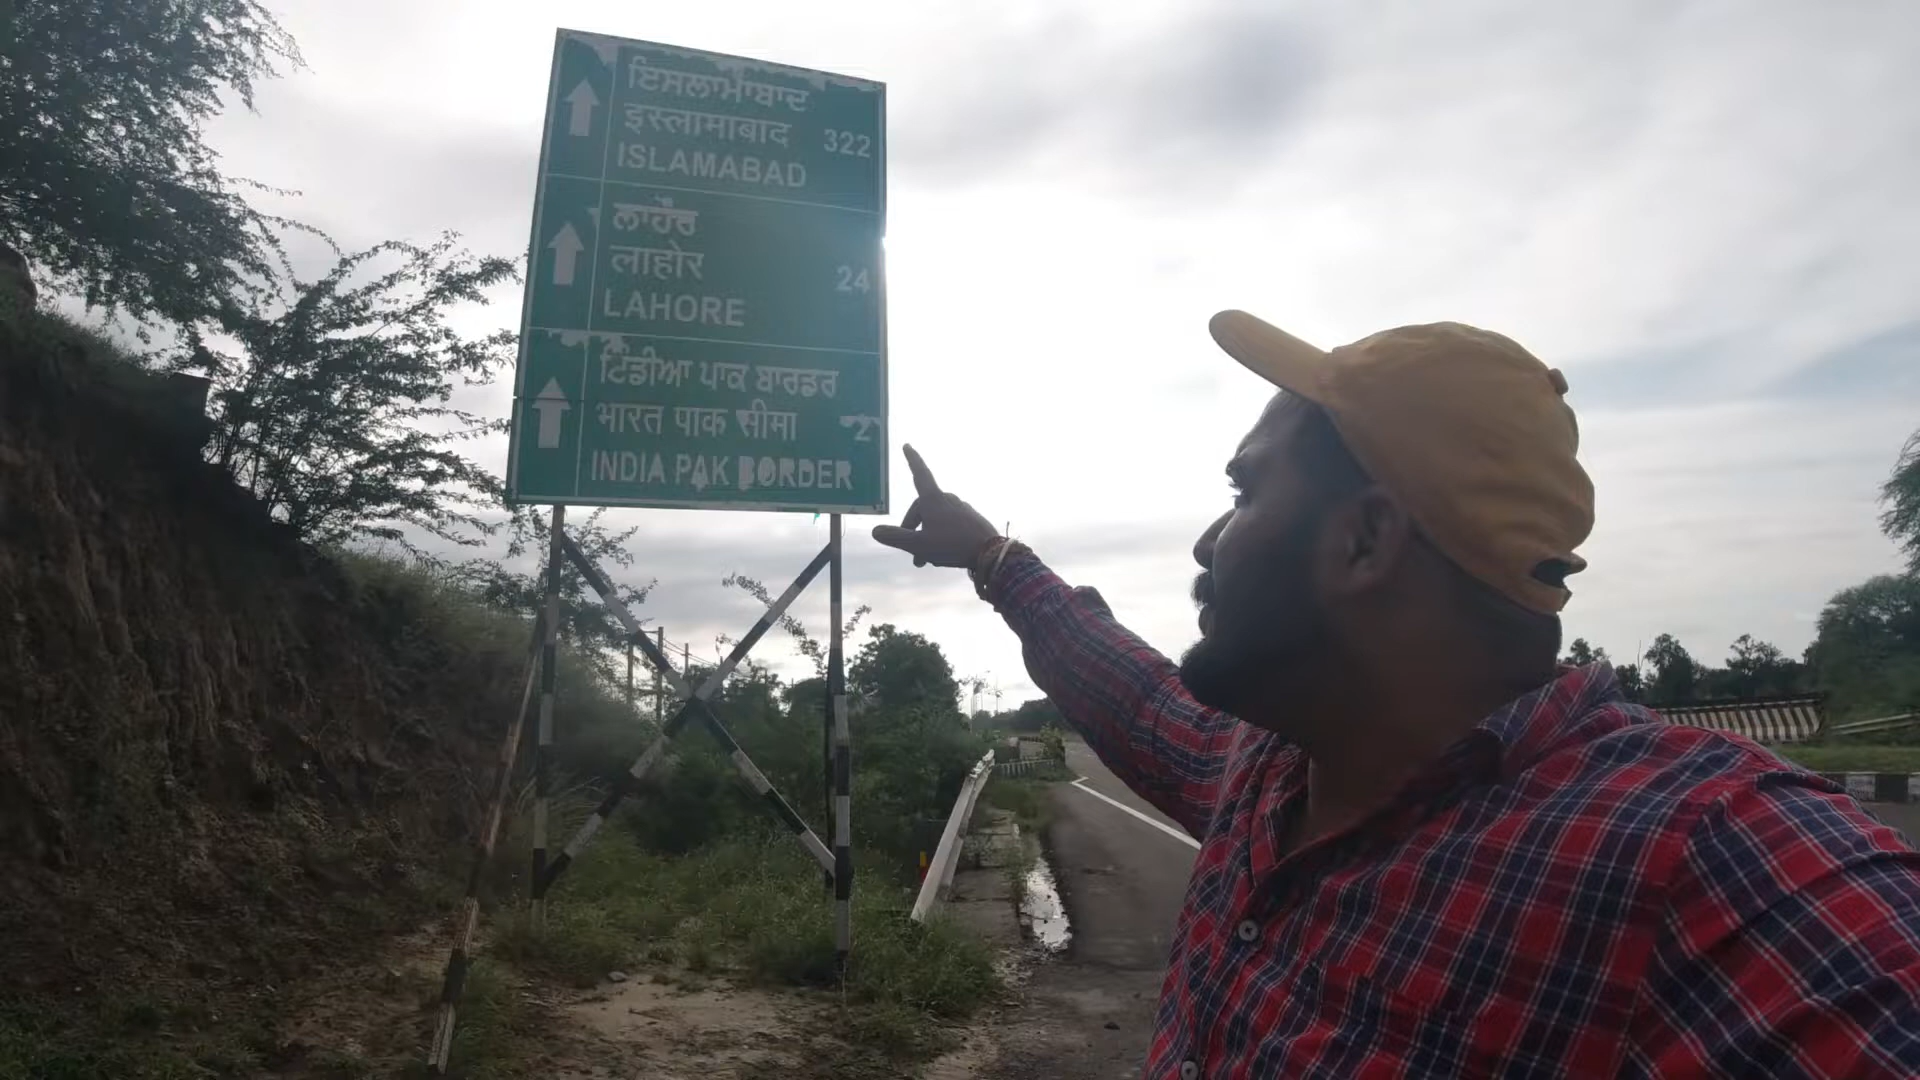 ਇਸਲਾਮਾਬਾਦ
इस्लामाबाद 322
ISLAMABAD
ਲਾਹੌਰ
लाहोर 24
LAHORE
ਇੰਡੀਆ ਪਾਕ ਬਾਰਡਰ
भारत पाक सीमा 2
INDIA PAK BORDER